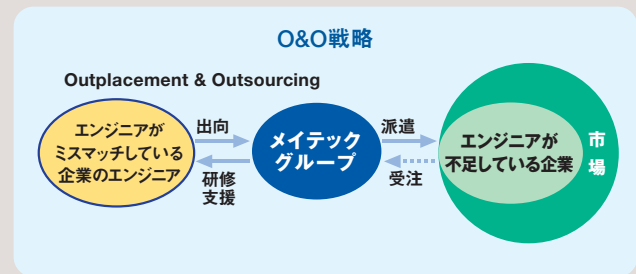 O&O戦略
Outplacement & Outsourcing
エンジニアが
ミスマッチしている
企業のエンジニア
出向
研修
支援
メイテック
グループ
派遣
受注
エンジニアが
不足している企業
市
場